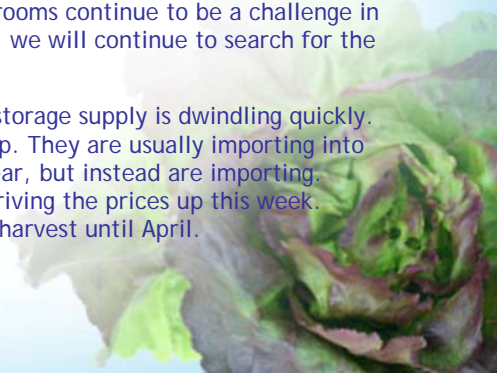 rooms continue to be a challenge in
we will continue to search for the
storage supply is dwindling quickly.
p. They are usually importing into
ar, but instead are importing.
riving the prices up this week.
harvest until April.